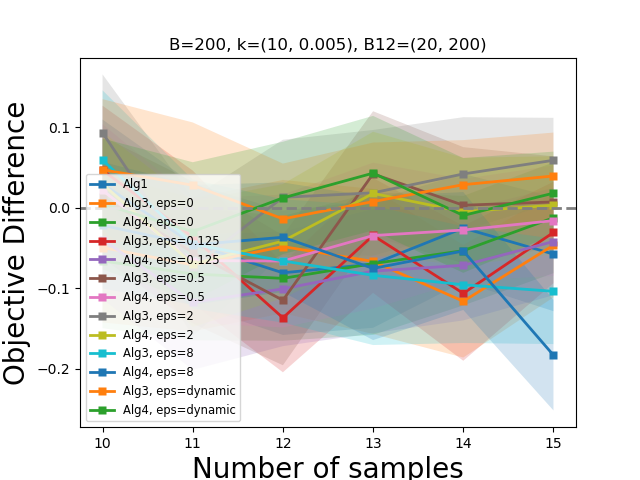 B=200, k=(10, 0.005), B12=(20, 200)
Objective Difference
0.1
0.0
−0.1
−0.2
Alg1
Alg3, eps=0
Alg4, eps=0
Alg3, eps=0.125
Alg4, eps=0.125
Alg3, eps=0.5
Alg4, eps=0.5
Alg3, eps=2
Alg4, eps=2
Alg3, eps=8
Alg4, eps=8
Alg3, eps=dynamic
Alg4, eps=dynamic
10 11 12 13 14 15
Number of samples